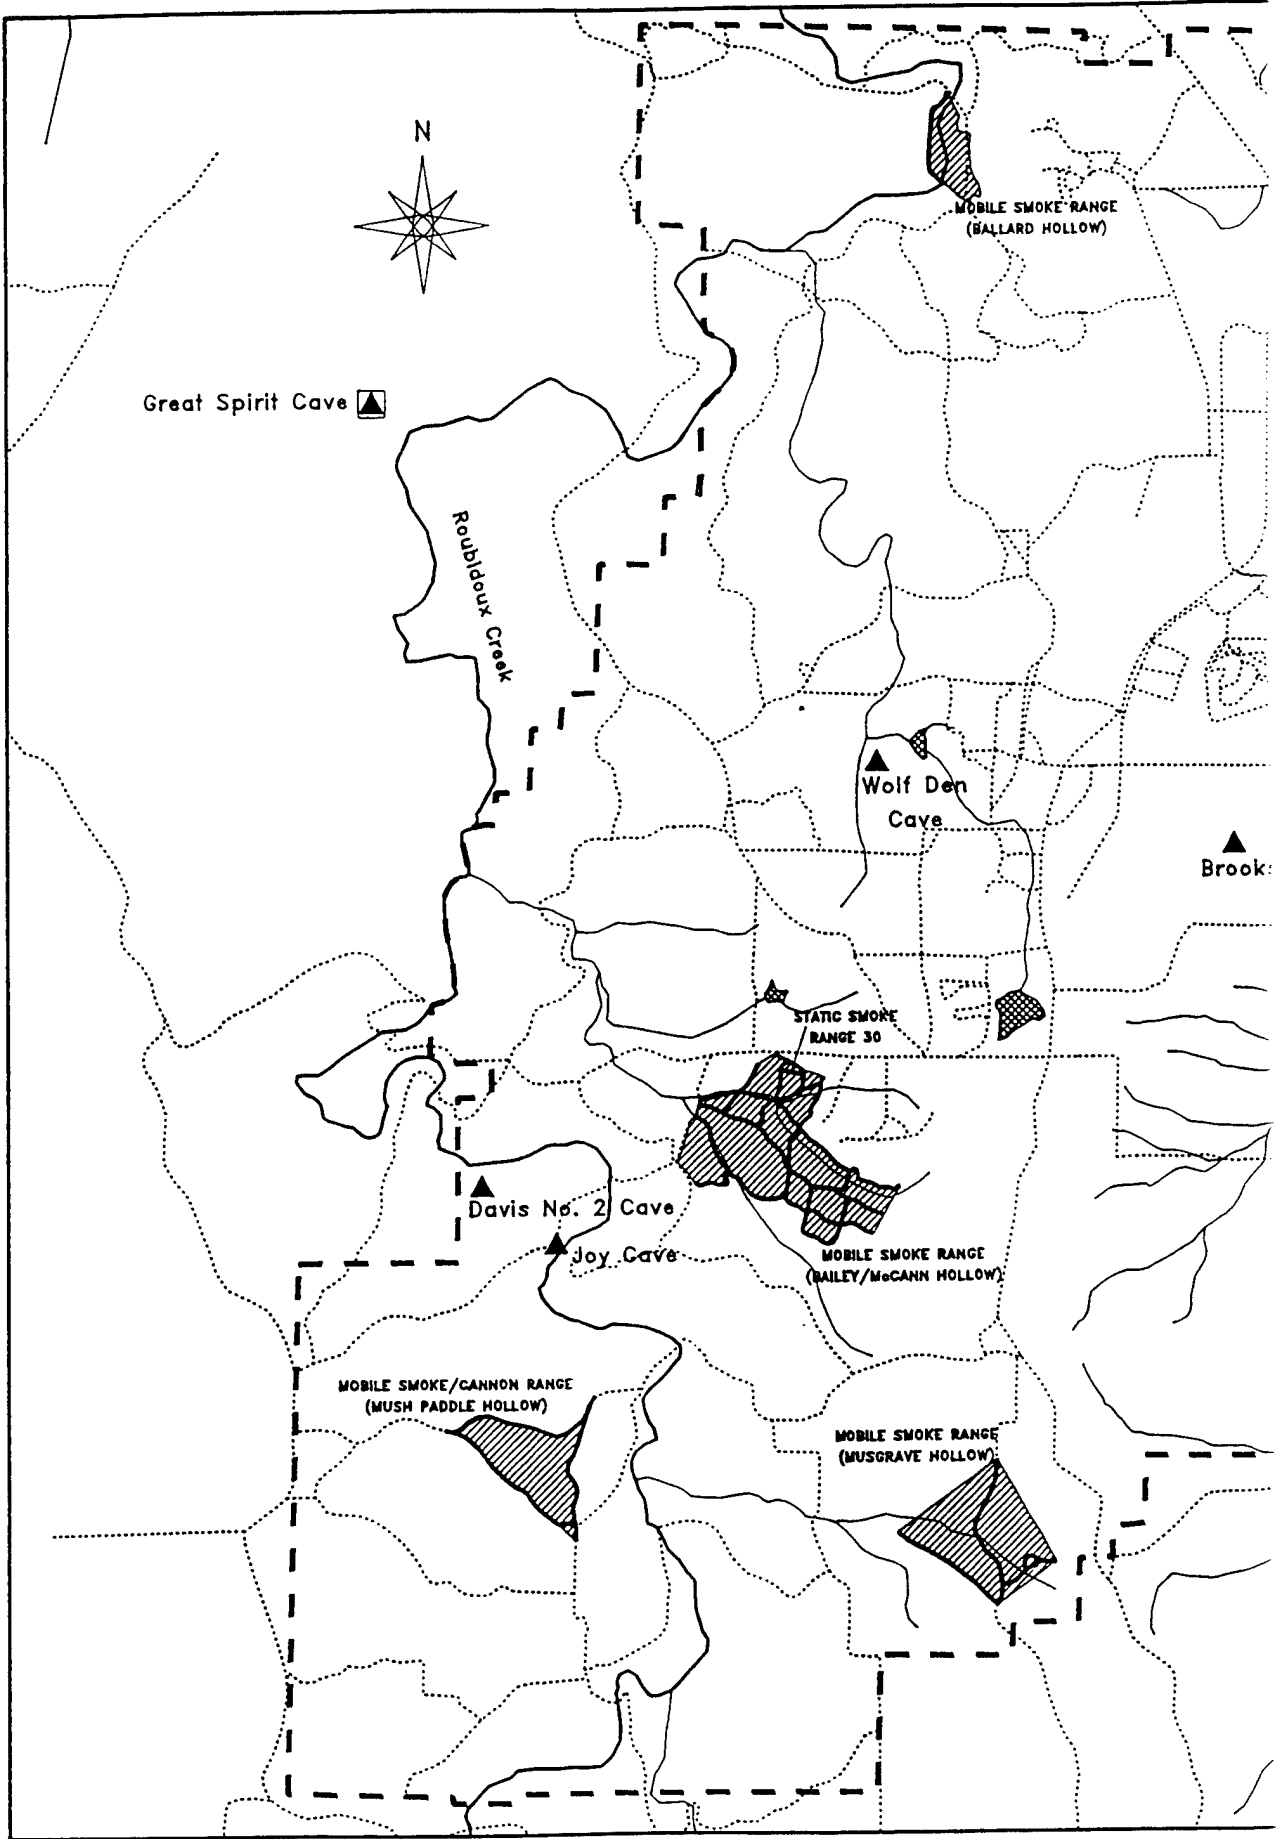 N
MOBILE SMOKE RANGE
(BALLARD HOLLOW)
Great Spirit Cave
Roubidoux Creek
Wolf Den
Cave
Brook
STATIC SMOKE
RANGE 30
Davis No. 2 Cave
Joy Cave
MOBILE SMOKE RANGE
(BAILEY/McCANN HOLLOW)
MOBILE SMOKE/CANNON RANGE
(MUSH PADDLE HOLLOW)
MOBILE SMOKE RANGE
(MUSGRAVE HOLLOW)